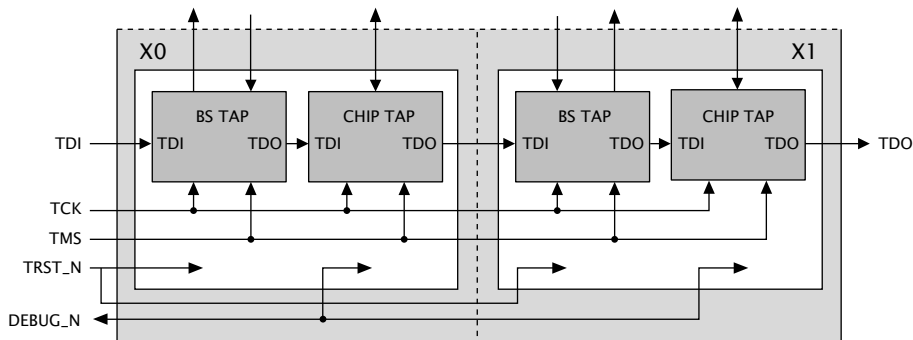 X0 X1
BS TAP CHIP TAP BS TAP CHIP TAP
TDI TDI TDO TDI TDO TDI TDO TDI TDO TDO
TCK
TMS
TRST_N
DEBUG_N